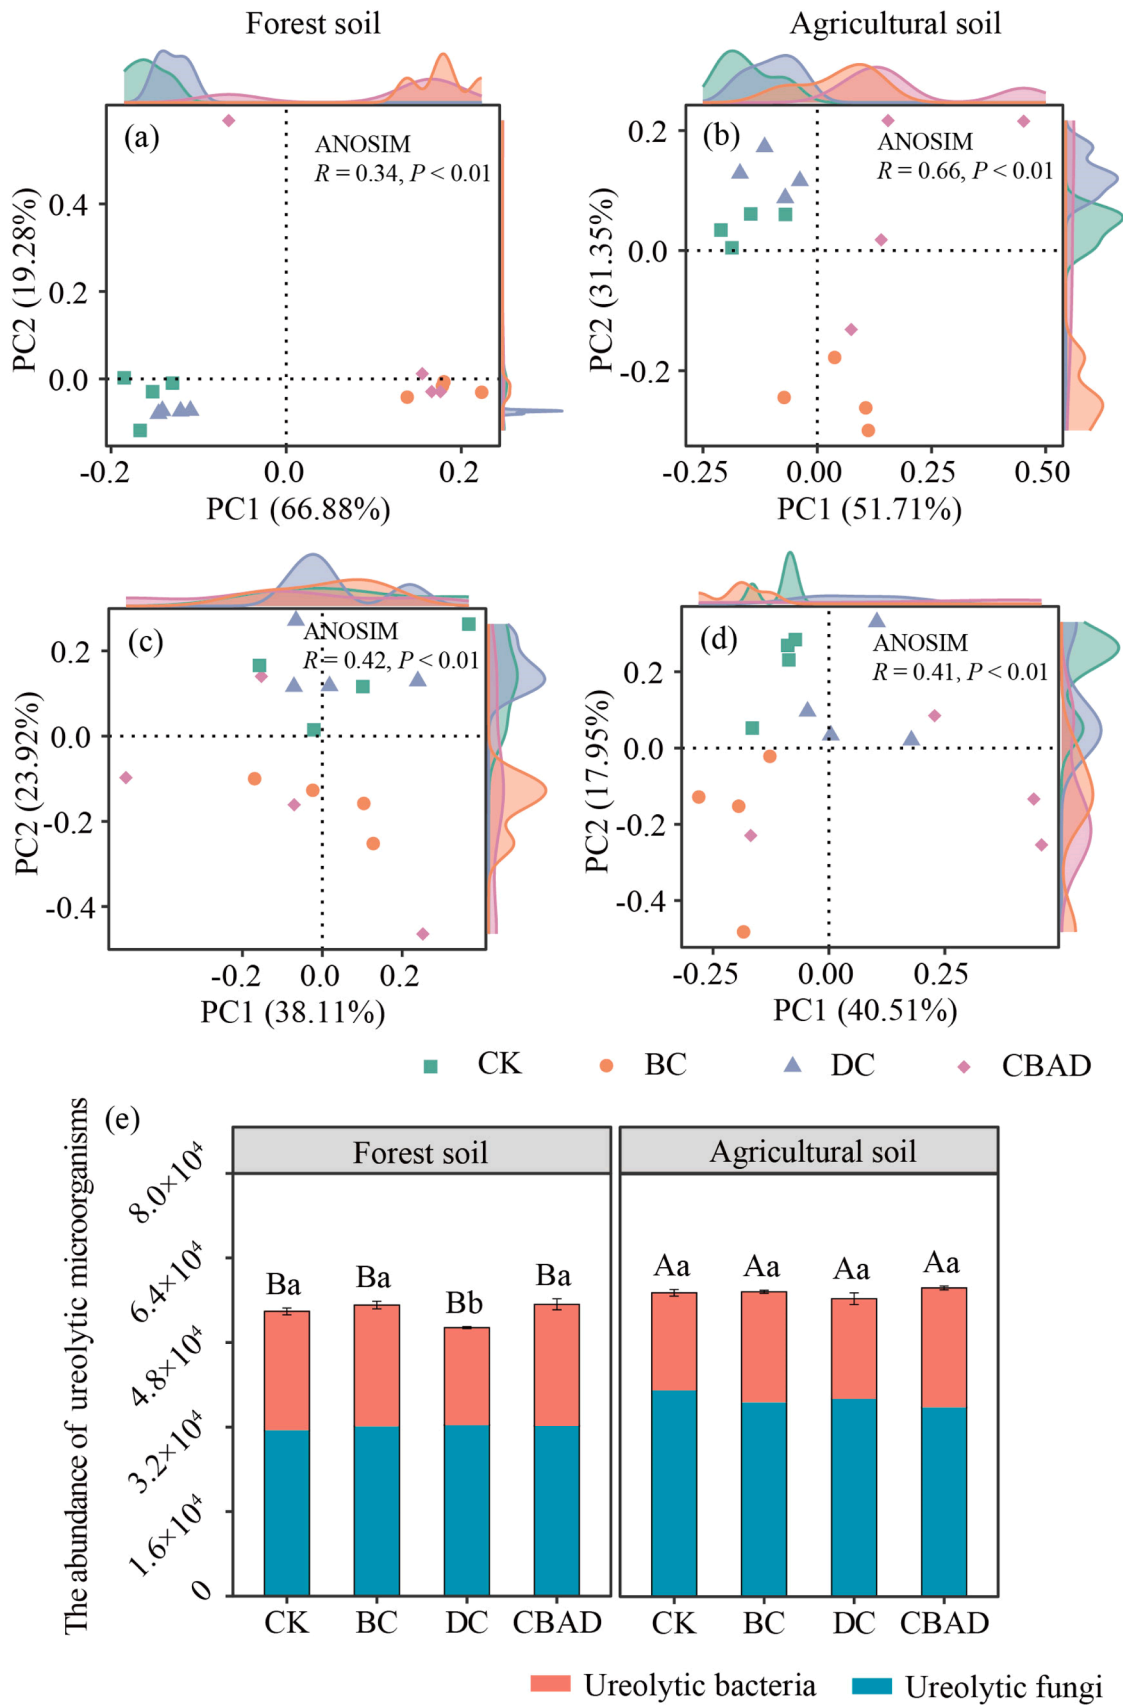 Forest soil
Agricultural soil
(a)
ANOSIM
R = 0.34, P < 0.01
0.4
0.2
0.0
PC2 (19.28%)
-0.2
0.0
0.2
PC1 (66.88%)
(b)
ANOSIM
R = 0.66, P < 0.01
0.2
0.0
-0.2
PC2 (31.35%)
-0.25
0.00
0.25
0.50
PC1 (51.71%)
(c)
ANOSIM
R = 0.42, P < 0.01
0.2
0.0
-0.2
-0.4
PC2 (23.92%)
-0.2
0.0
0.2
PC1 (38.11%)
(d)
ANOSIM
R = 0.41, P < 0.01
0.2
0.0
-0.2
-0.4
PC2 (17.95%)
-0.25
0.00
0.25
PC1 (40.51%)
CK
BC
DC
CBAD
(e)
The abundance of ureolytic microorganisms
Forest soil
Agricultural soil
8.0×10⁴
6.4×10⁴
4.8×10⁴
3.2×10⁴
1.6×10⁴
0
Ba
Ba
Bb
Ba
Aa
Aa
Aa
Aa
CK
BC
DC
CBAD
CK
BC
DC
CBAD
Ureolytic bacteria
Ureolytic fungi